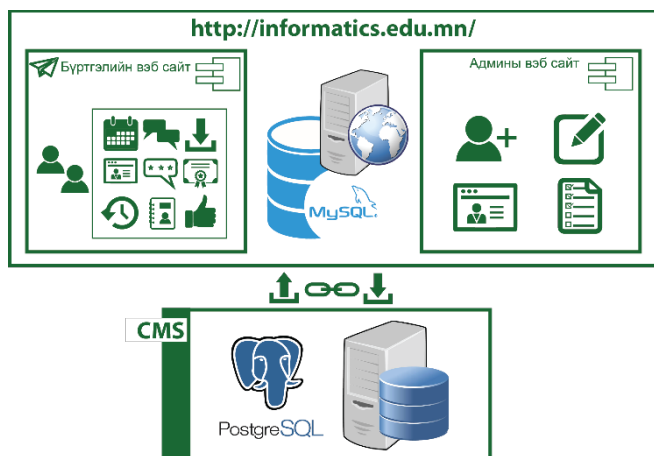 http://informatics.edu.mn/
Бүртгэлийн вэб сайт
Админы вэб сайт
MySQL
CMS
PostgreSQL